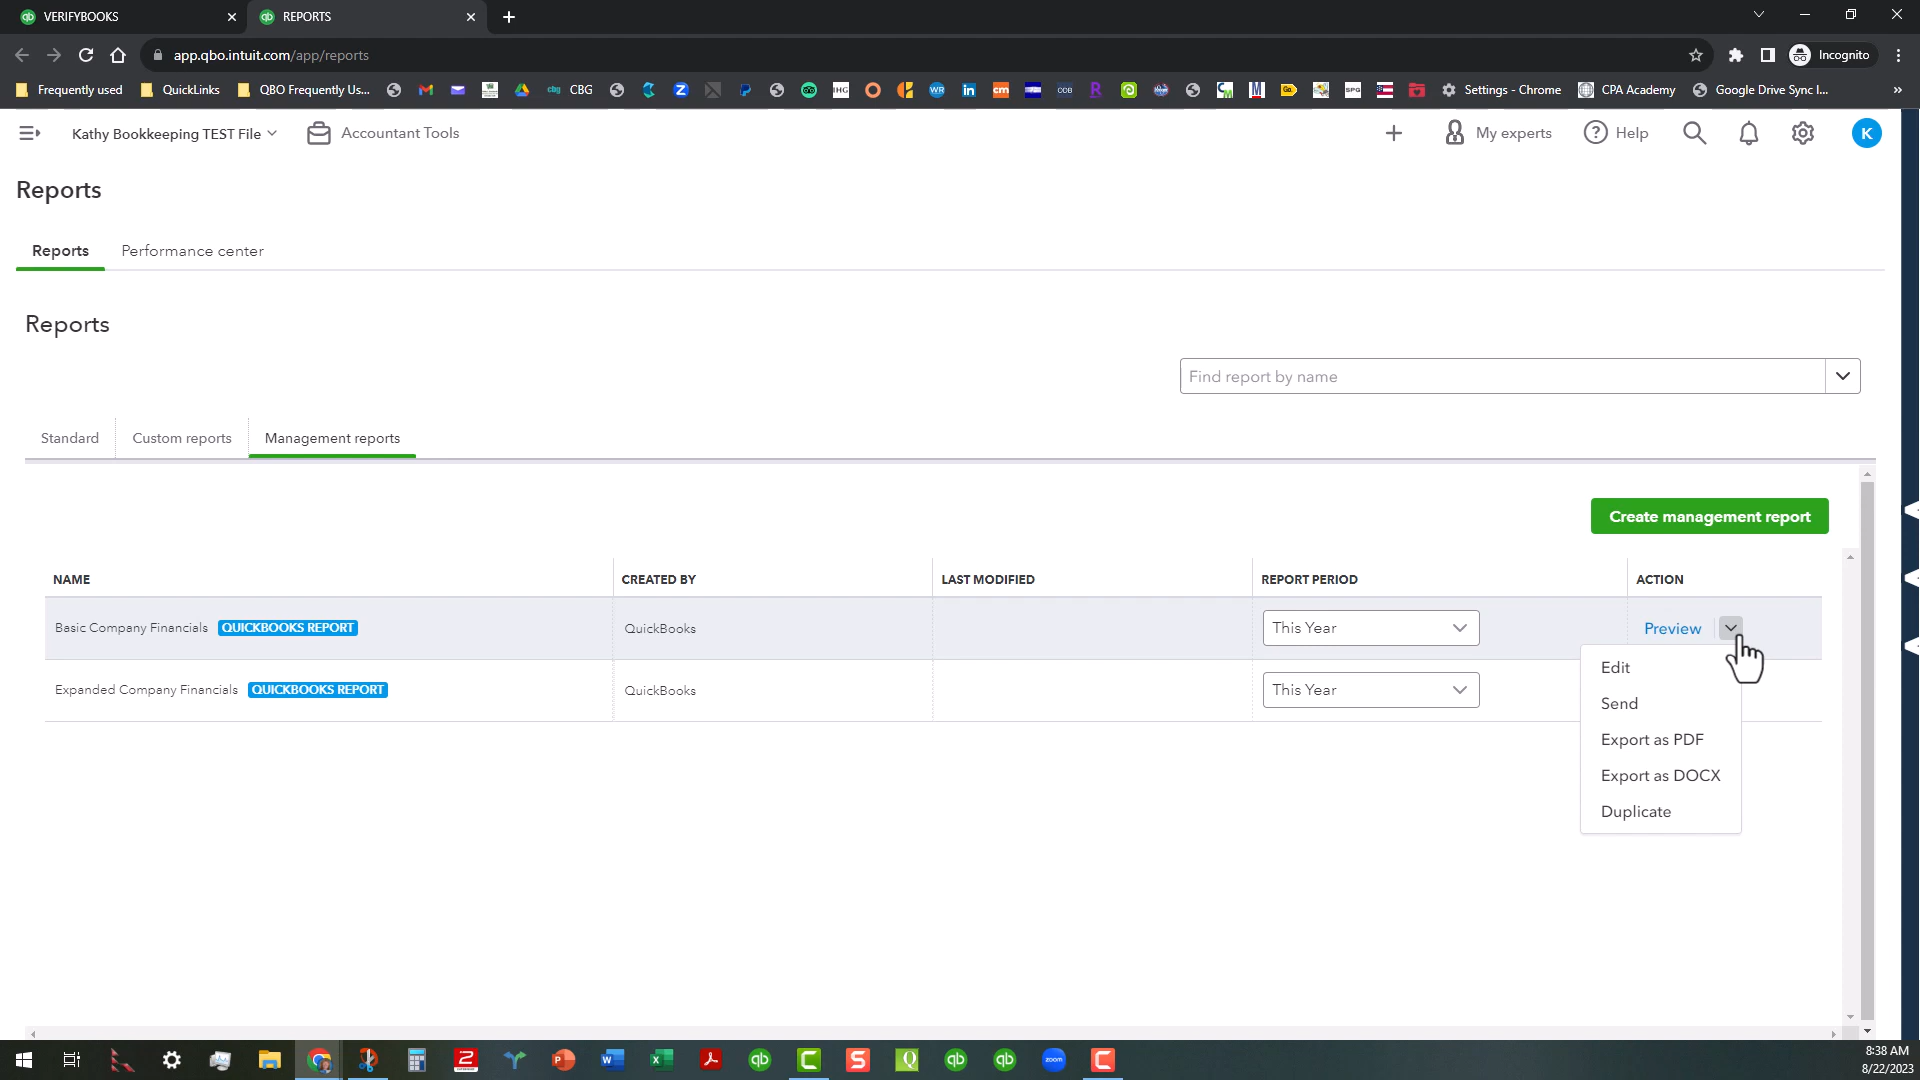 VERIFYBOOKS
REPORTS
app.qbo.intuit.com/app/reports
Incognito
Frequently used
QuickLinks
QBO Frequently Us...
CBG
Settings - Chrome
CPA Academy
Google Drive Sync I...
Kathy Bookkeeping TEST File
Accountant Tools
My experts
Help
K
Reports
Reports
Performance center
Reports
Find report by name
Standard
Custom reports
Management reports
Create management report
NAME
CREATED BY
LAST MODIFIED
REPORT PERIOD
ACTION
Basic Company Financials
QUICKBOOKS REPORT
QuickBooks
This Year
Preview
Expanded Company Financials
QUICKBOOKS REPORT
QuickBooks
This Year
Edit
Send
Export as PDF
Export as DOCX
Duplicate
8:38 AM
8/22/2023